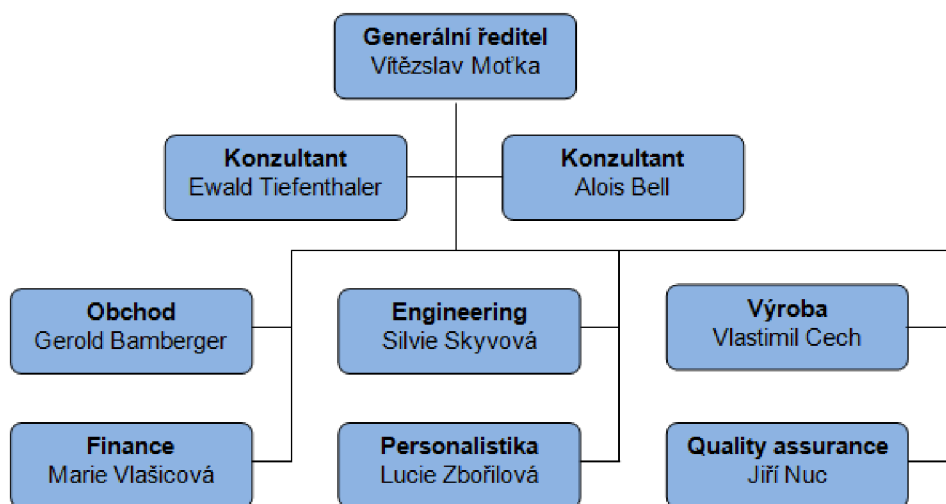 Generální ředitel
Vítězslav Moťka
Konzultant
Ewald Tiefenthaler
Konzultant
Alois Bell
Obchod
Gerold Bamberger
Engineering
Silvie Skyvová
Výroba
Vlastimil Cech
Finance
Marie Vlašicová
Personalistika
Lucie Zbořilová
Quality assurance
Jiří Nuc